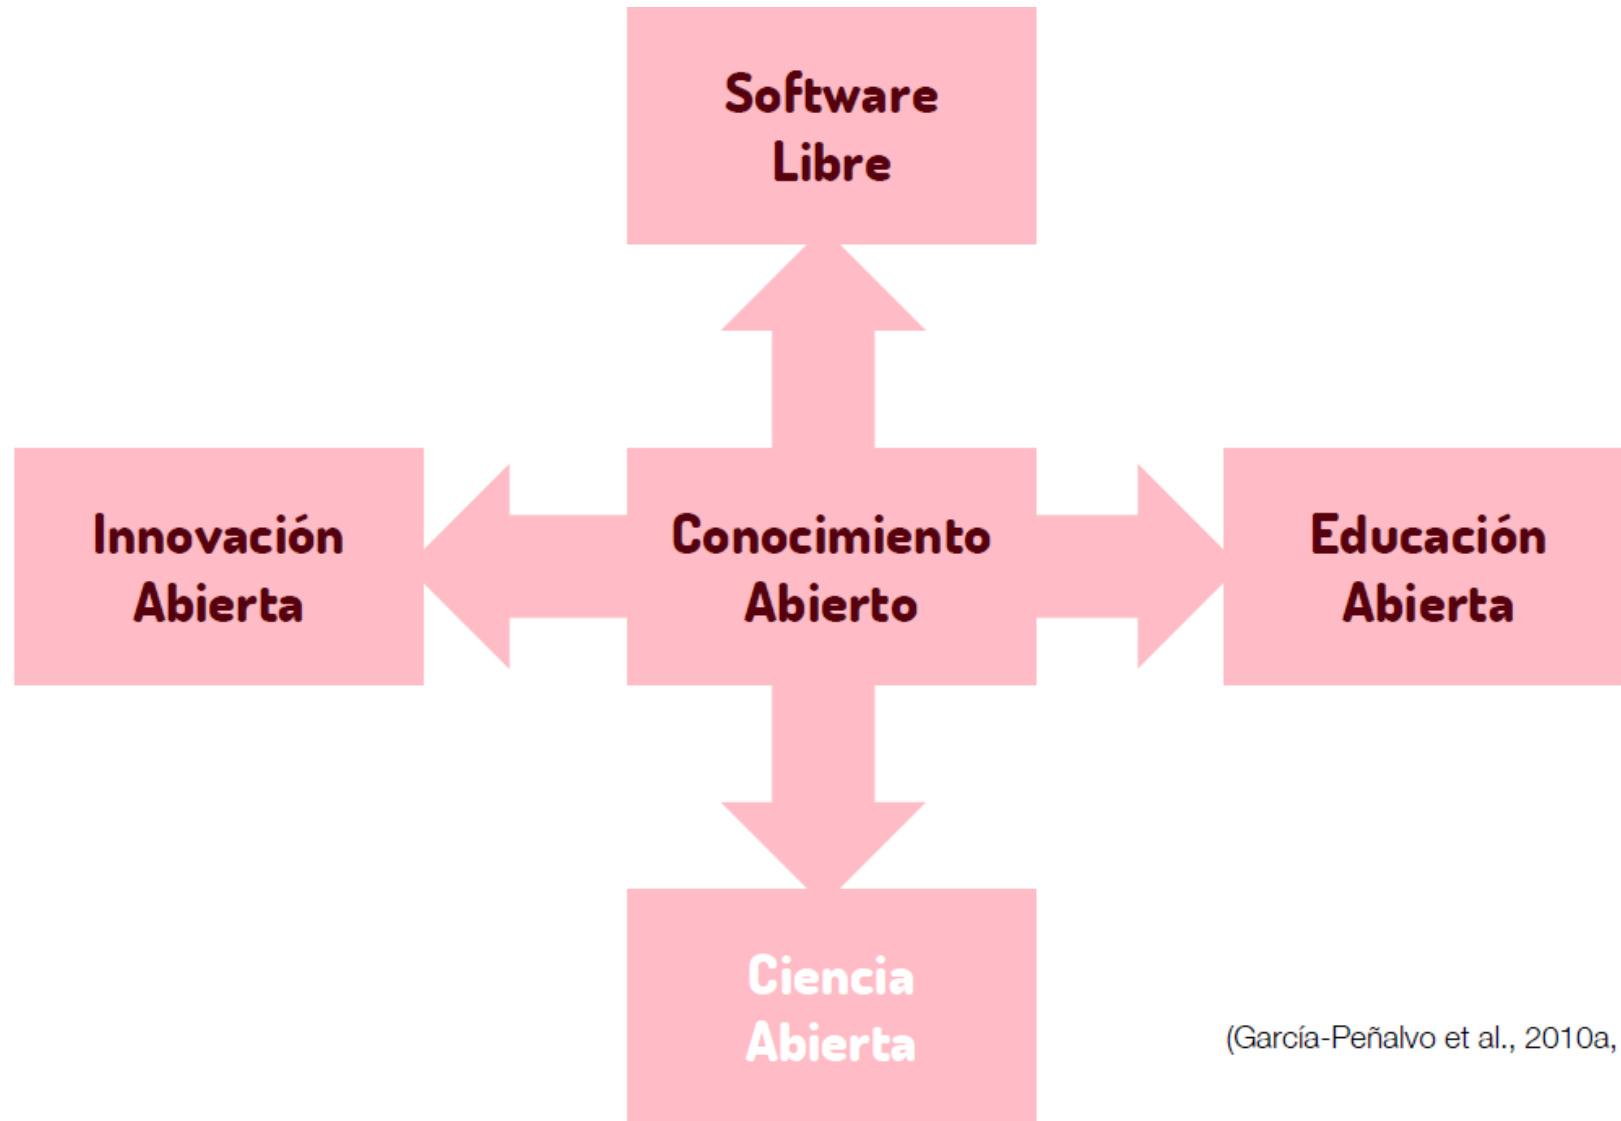 Software
Libre
Innovación
Abierta
Conocimiento
Abierto
Educación
Abierta
Ciencia
Abierta
(García-Peñalvo et al., 2010a,